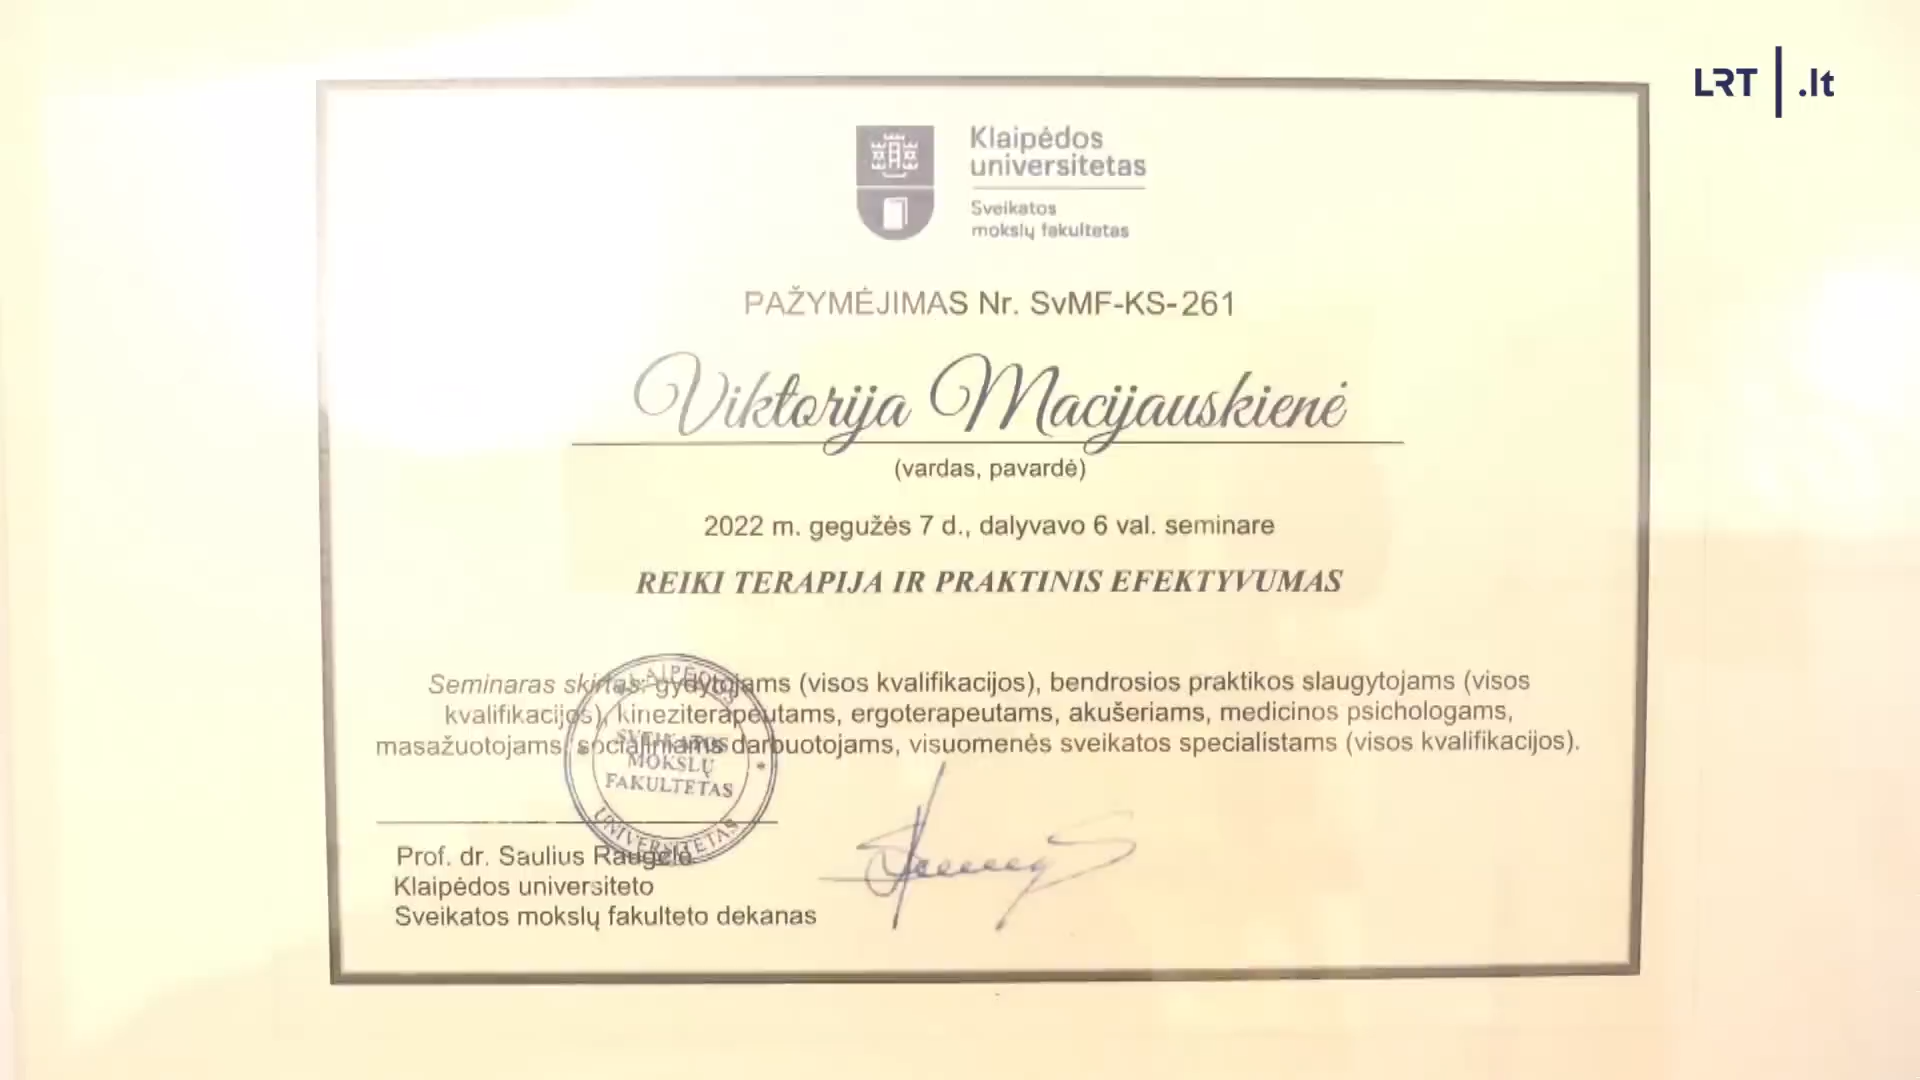 LRT .lt
Klaipėdos
universitetas
Sveikatos
mokslų fakultetas
PAŽYMĖJIMAS Nr. SvMF-KS-261
Viktorija Macijauskienė
(vardas, pavardė)
2022 m. gegužės 7 d., dalyvavo 6 val. seminare
REIKI TERAPIJA IR PRAKTINIS EFEKTYVUMAS
Seminaras skirtas: gydytojams (visos kvalifikacijos), bendrosios praktikos slaugytojams (visos
kvalifikacijos), kineziterapeutams, ergoterapeutams, akušeriams, medicinos psichologams,
masažuotojams, socialiniams darbuotojams, visuomenės sveikatos specialistams (visos kvalifikacijos).
KLAIPĖDOS
SVEIKATOS
MOKSLŲ
FAKULTETAS
UNIVERSITETAS
Prof. dr. Saulius Raugelė
Klaipėdos universiteto
Sveikatos mokslų fakulteto dekanas